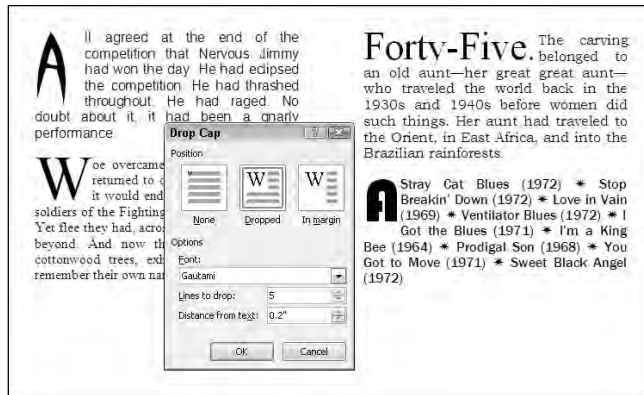 All agreed at the end of the
competition that Nervous Jimmy
had won the day. He had eclipsed
the competition. He had thrashed
throughout. He had raged. No
doubt about it, it had been a gnarly
performance.
Woe overcame
returned to
it would end
soldiers of the Fighting
Yet flee they had, acros
beyond. And now th
cottonwood trees, exh
remember their own nar
Drop Cap
Position
W
W
None
Dropped
In margin
Options
Font:
Gautami
Lines to drop:
5
Distance from text:
0.2"
OK
Cancel
Forty-Five. The carving
belonged to
an old aunt—her great great aunt—
who traveled the world back in the
1930s and 1940s before women did
such things. Her aunt had traveled to
the Orient, in East Africa, and into the
Brazilian rainforests.
A Stray Cat Blues (1972) ✴ Stop
Breakin' Down (1972) ✴ Love in Vain
(1969) ✴ Ventilator Blues (1972) ✴ I
Got the Blues (1971) ✴ I'm a King
Bee (1964) ✴ Prodigal Son (1968) ✴ You
Got to Move (1971) ✴ Sweet Black Angel
(1972)